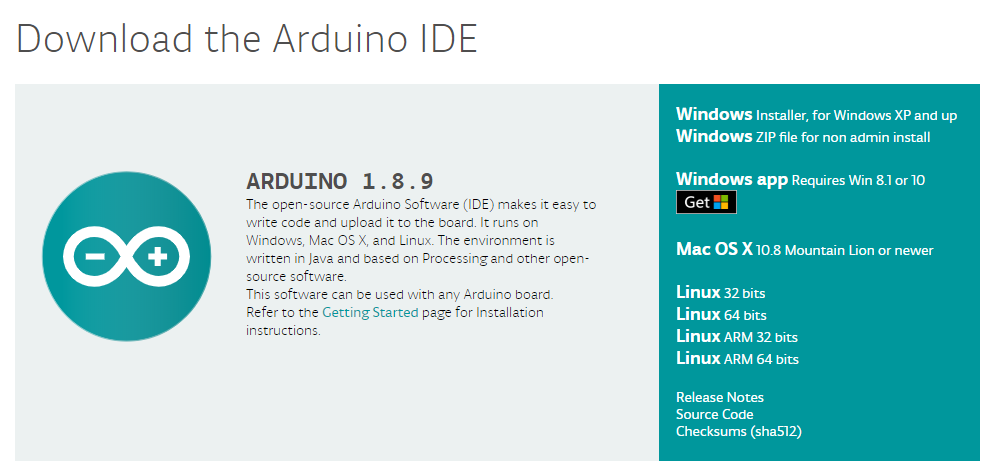 Download the Arduino IDE
ARDUINO 1.8.9
The open-source Arduino Software (IDE) makes it easy to
write code and upload it to the board. It runs on
Windows, Mac OS X, and Linux. The environment is
written in Java and based on Processing and other open-
source software.
This software can be used with any Arduino board.
Refer to the Getting Started page for Installation
instructions.
Windows Installer, for Windows XP and up
Windows ZIP file for non admin install
Windows app Requires Win 8.1 or 10
Get
Mac OS X 10.8 Mountain Lion or newer
Linux 32 bits
Linux 64 bits
Linux ARM 32 bits
Linux ARM 64 bits
Release Notes
Source Code
Checksums (sha512)